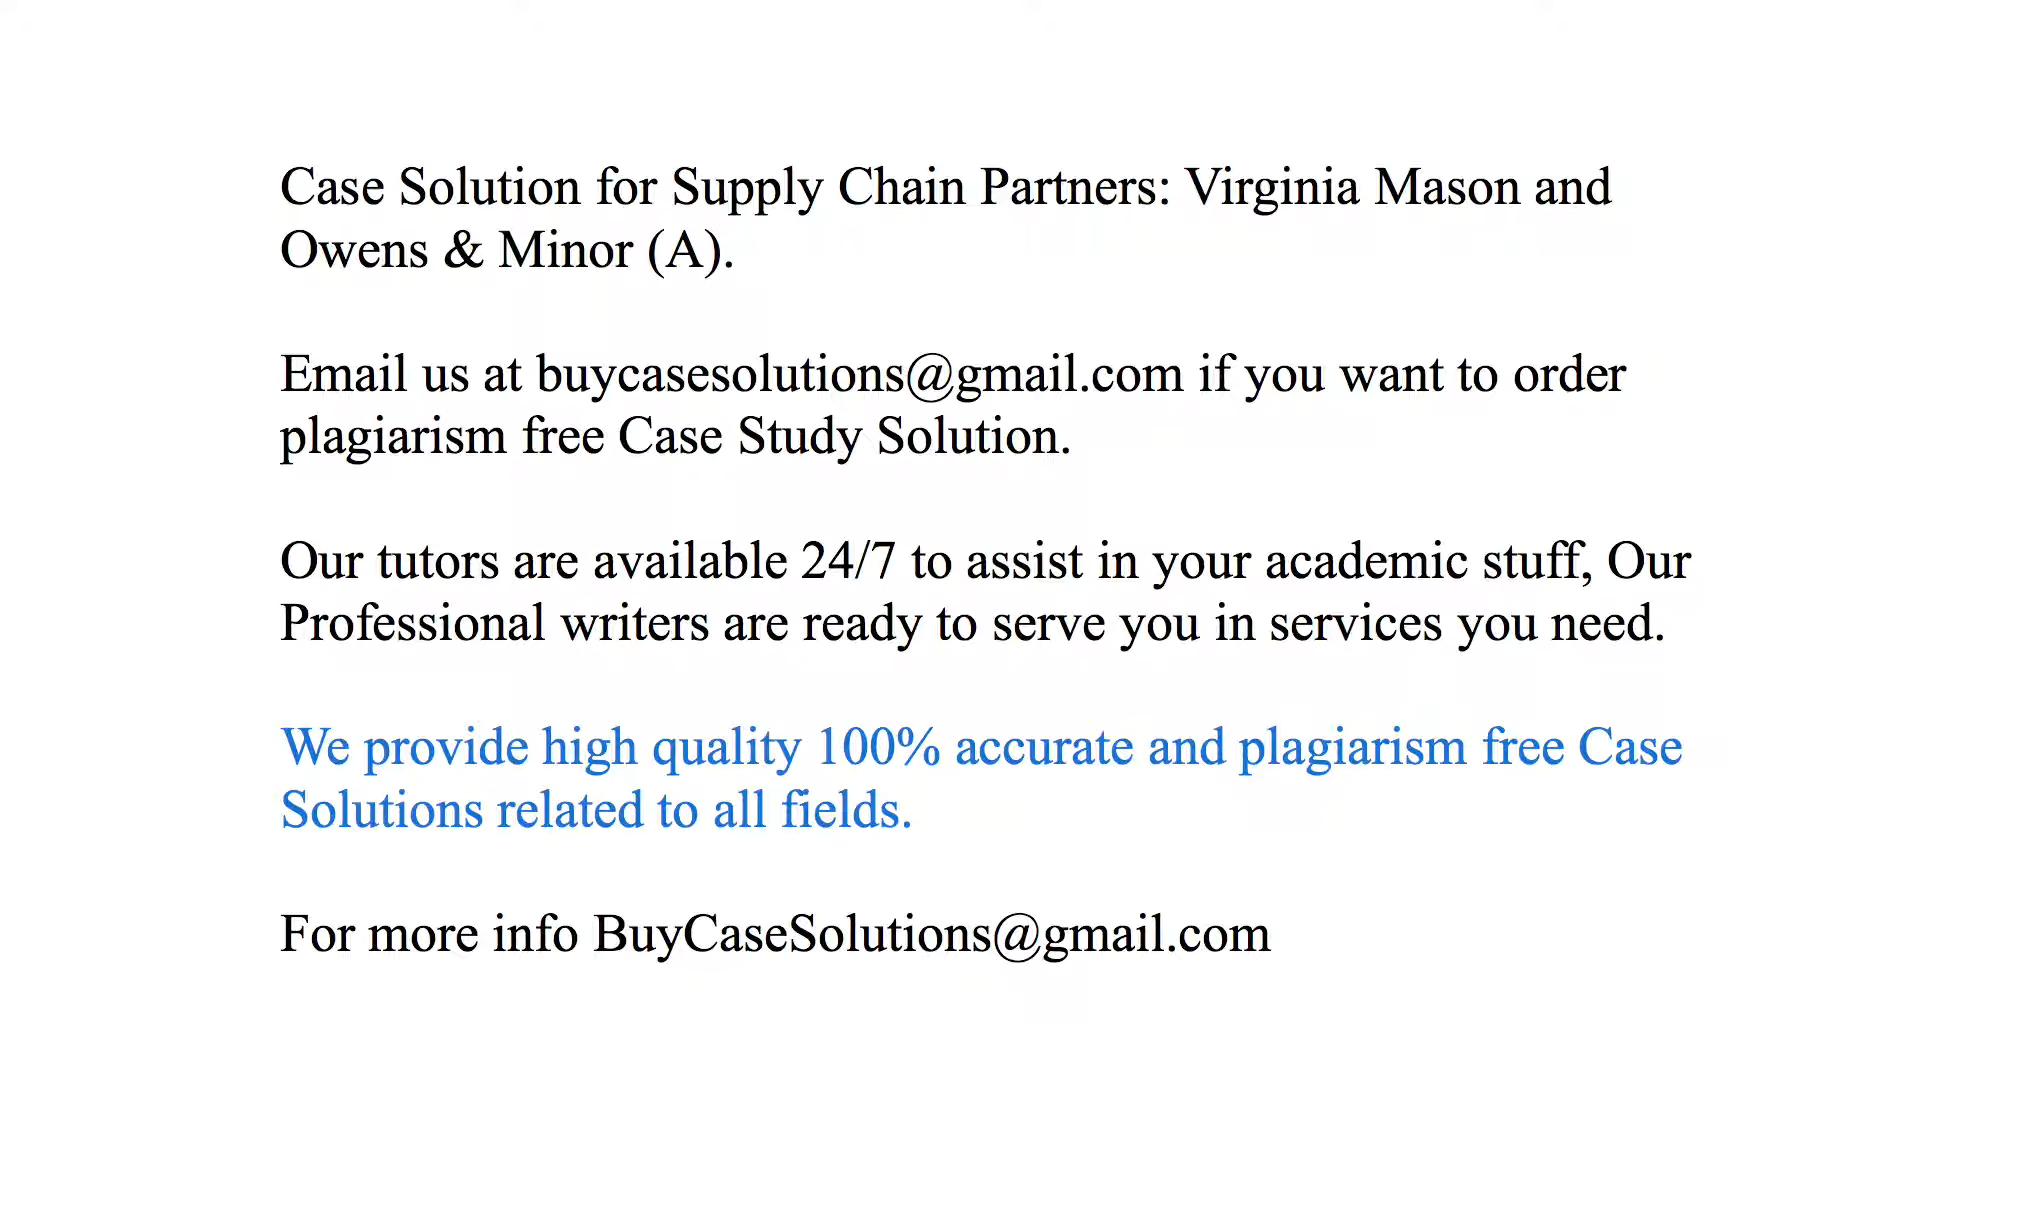 Case Solution for Supply Chain Partners: Virginia Mason and
Owens & Minor (A).
Email us at buycasesolutions@gmail.com if you want to order
plagiarism free Case Study Solution.
Our tutors are available 24/7 to assist in your academic stuff, Our
Professional writers are ready to serve you in services you need.
We provide high quality 100% accurate and plagiarism free Case
Solutions related to all fields.
For more info BuyCaseSolutions@gmail.com